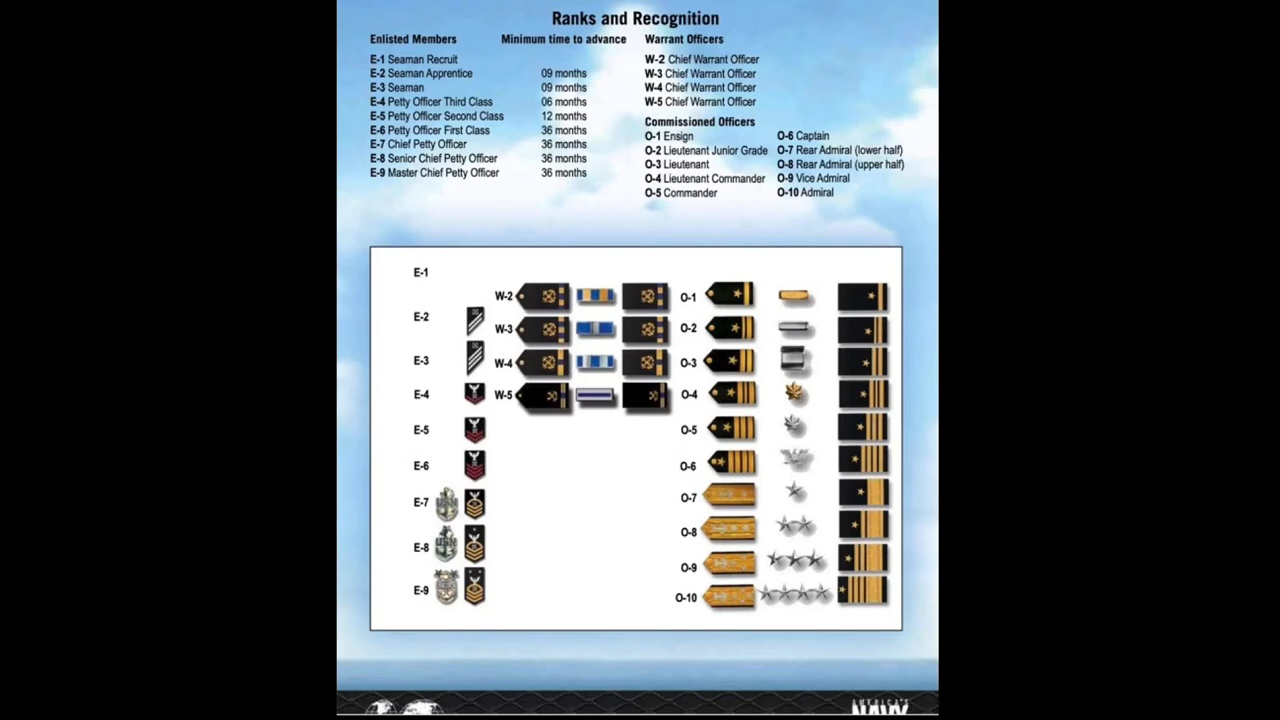 Ranks and Recognition
Enlisted Members Minimum time to advance
E-1 Seaman Recruit
E-2 Seaman Apprentice 09 months
E-3 Seaman 09 months
E-4 Petty Officer Third Class 06 months
E-5 Petty Officer Second Class 12 months
E-6 Petty Officer First Class 36 months
E-7 Chief Petty Officer 36 months
E-8 Senior Chief Petty Officer 36 months
E-9 Master Chief Petty Officer 36 months
Warrant Officers
W-2 Chief Warrant Officer
W-3 Chief Warrant Officer
W-4 Chief Warrant Officer
W-5 Chief Warrant Officer
Commissioned Officers
O-1 Ensign
O-2 Lieutenant Junior Grade
O-3 Lieutenant
O-4 Lieutenant Commander
O-5 Commander
O-6 Captain
O-7 Rear Admiral (lower half)
O-8 Rear Admiral (upper half)
O-9 Vice Admiral
O-10 Admiral
E-1
E-2
E-3
E-4
E-5
E-6
E-7
USN
E-8
USN
E-9
W-2
W-3
W-4
W-5
O-1
O-2
O-3
O-4
O-5
O-6
O-7
O-8
O-9
O-10
AMERICA'S
NAVY